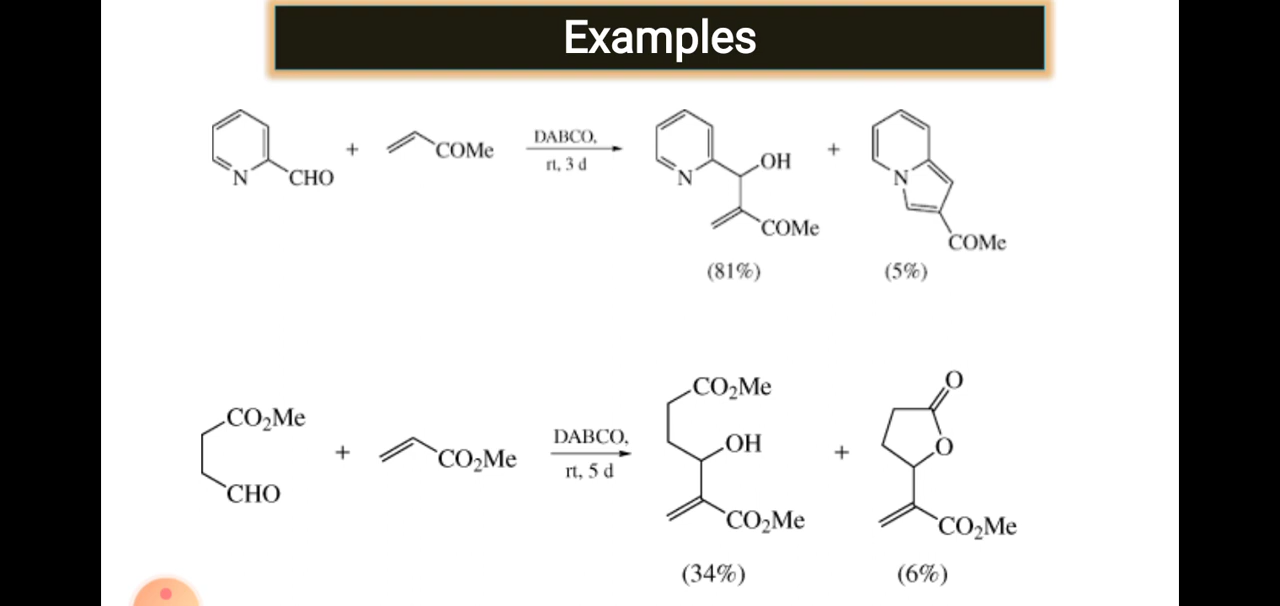 Examples
N CHO + COMe DABCO, rt, 3 d N OH COMe + N COMe
(81%) (5%)
CO₂Me CHO + CO₂Me DABCO, rt, 5 d CO₂Me OH CO₂Me + O O CO₂Me
(34%) (6%)